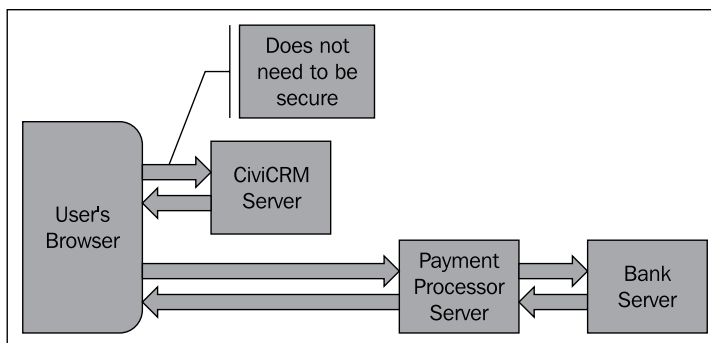 Does not
need to be
secure
CiviCRM
Server
User's
Browser
Payment
Processor
Server
Bank
Server